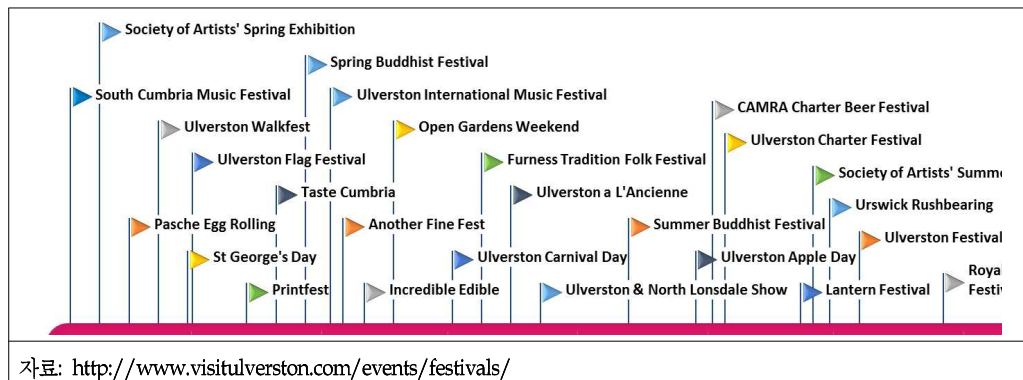 Society of Artists' Spring Exhibition
Spring Buddhist Festival
South Cumbria Music Festival
Ulverston International Music Festival
CAMRA Charter Beer Festival
Ulverston Walkfest
Open Gardens Weekend
Ulverston Charter Festival
Ulverston Flag Festival
Furness Tradition Folk Festival
Society of Artists'
Taste Cumbria
Ulverston a L'Ancienne
Urswick Rushbearing
Pasche Egg Rolling
Another Fine Fest
Summer Buddhist Festival
Ulverston Festival
St George's Day
Ulverston Carnival Day
Ulverston Apple Day
Printfest
Incredible Edible
Ulverston & North Lonsdale Show
Lantern Festival
자료: http://www.visitulverston.com/events/festivals/